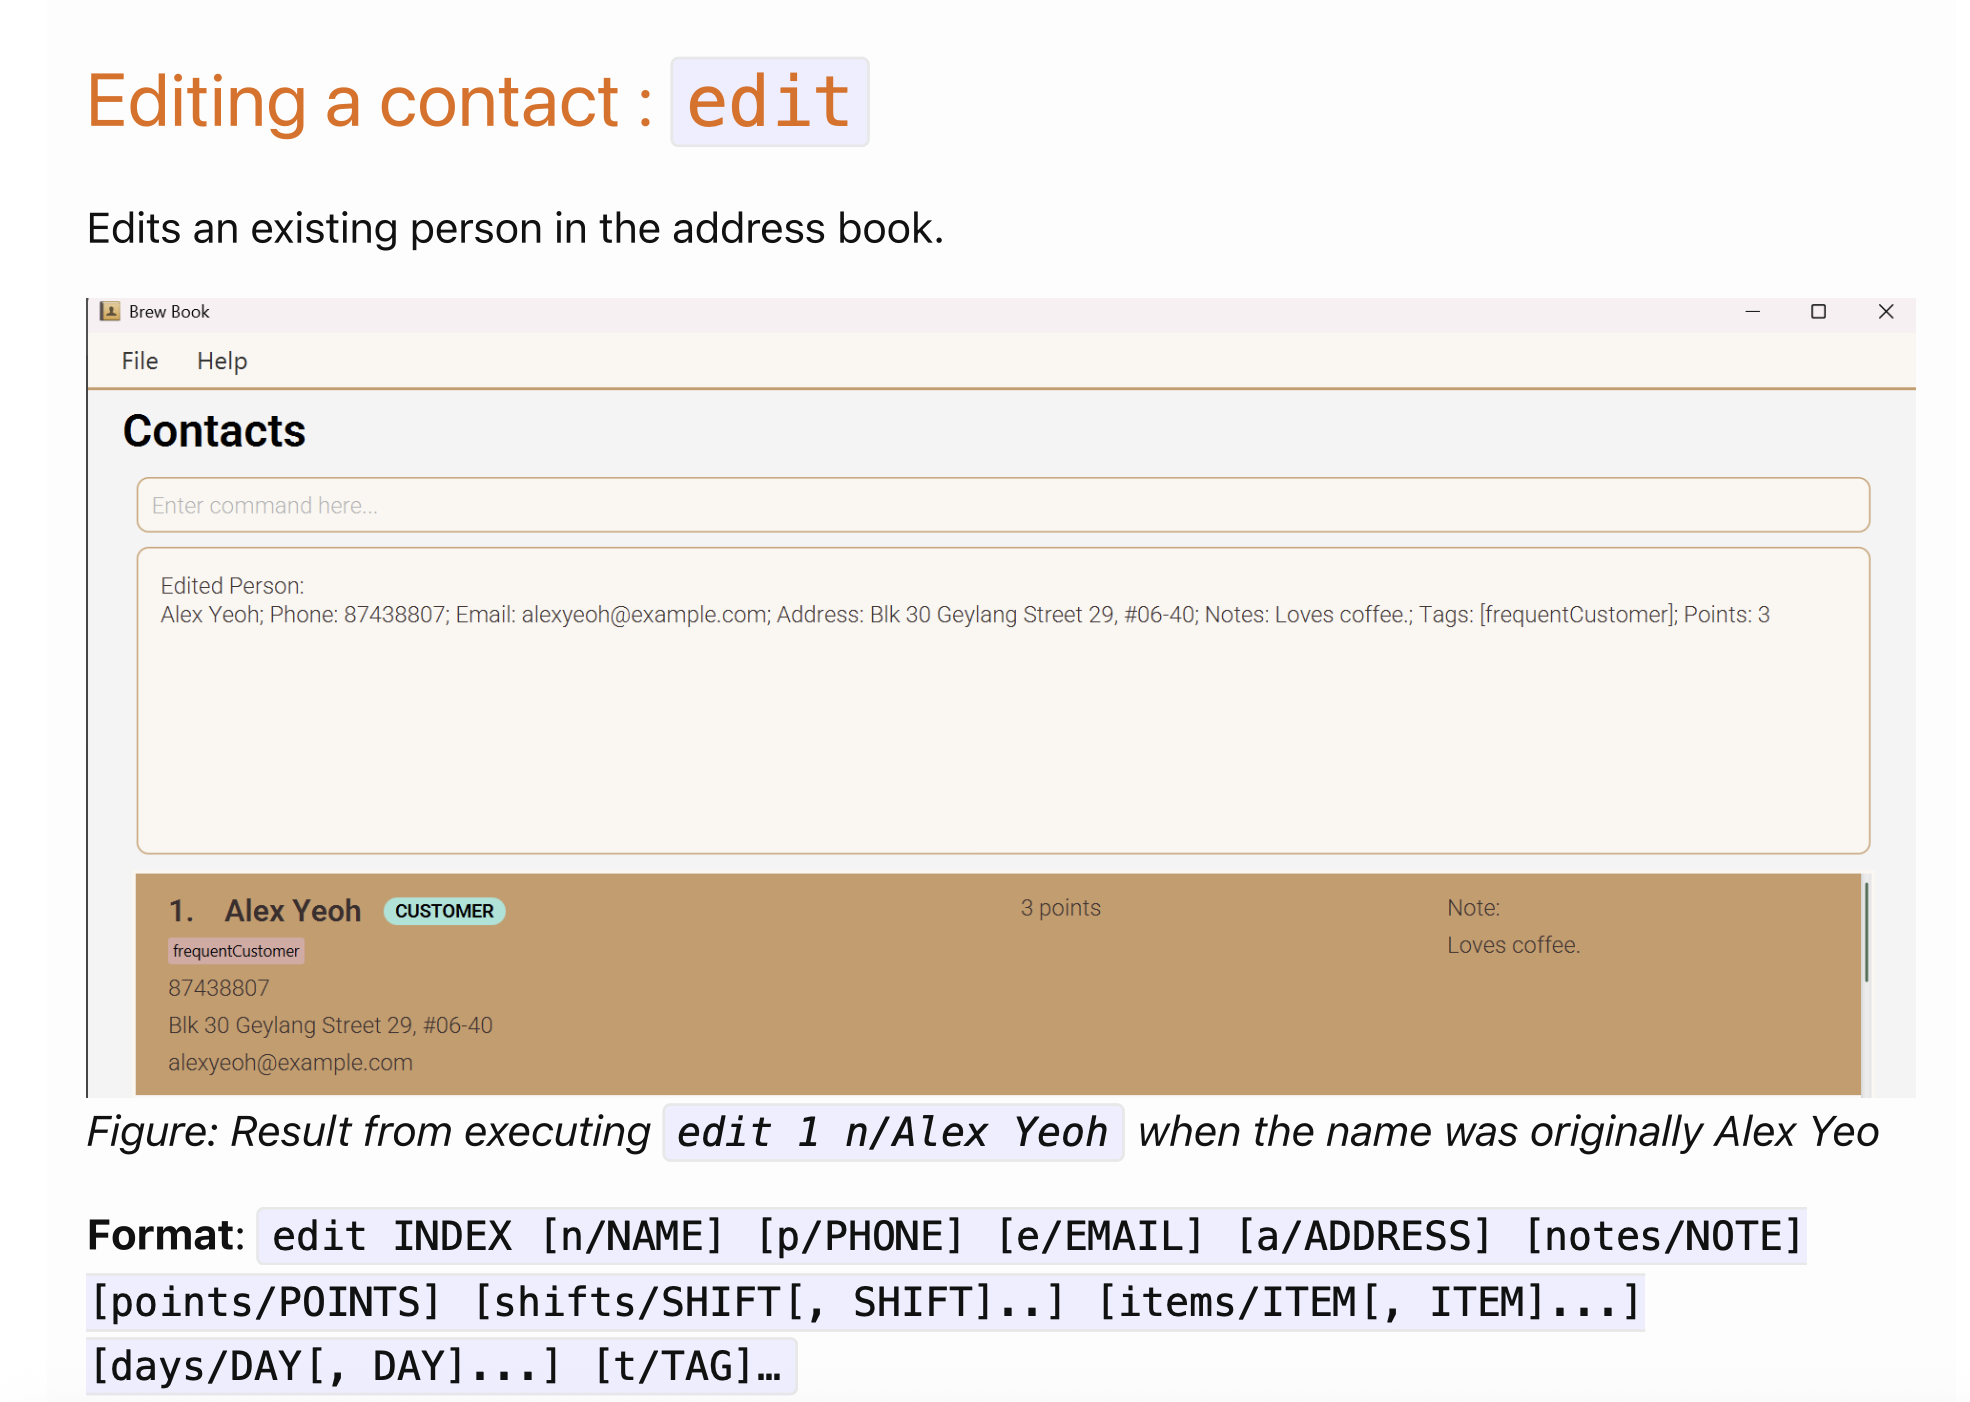 Editing a contact : edit
Edits an existing person in the address book.
Brew Book
File Help
Contacts
Enter command here...
Edited Person:
Alex Yeoh; Phone: 87438807; Email: alexyeoh@example.com; Address: Blk 30 Geylang Street 29, #06-40; Notes: Loves coffee.; Tags: [frequentCustomer]; Points: 3
1. Alex Yeoh CUSTOMER 3 points Note:
frequentCustomer Loves coffee.
87438807
Blk 30 Geylang Street 29, #06-40
alexyeoh@example.com
Figure: Result from executing edit 1 n/Alex Yeoh when the name was originally Alex Yeo
Format: edit INDEX [n/NAME] [p/PHONE] [e/EMAIL] [a/ADDRESS] [notes/NOTE]
[points/POINTS] [shifts/SHIFT[, SHIFT]..] [items/ITEM[, ITEM]...]
[days/DAY[, DAY]...] [t/TAG]…